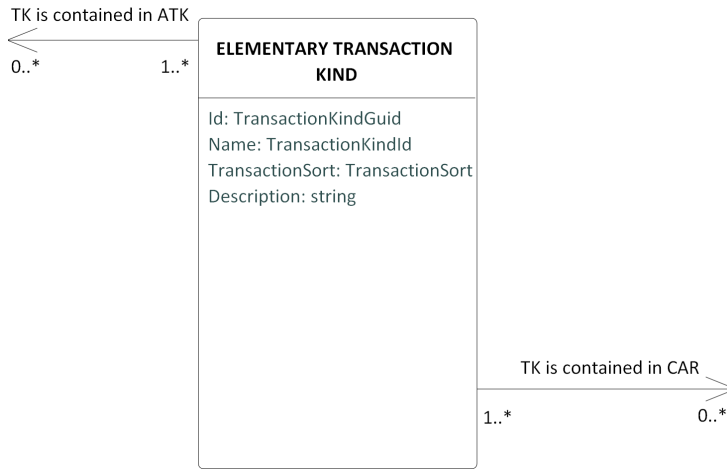 TK is contained in ATK
0..*
1..*
ELEMENTARY TRANSACTION
KIND
Id: TransactionKindGuid
Name: TransactionKindId
TransactionSort: TransactionSort
Description: string
TK is contained in CAR
1..*
0..*